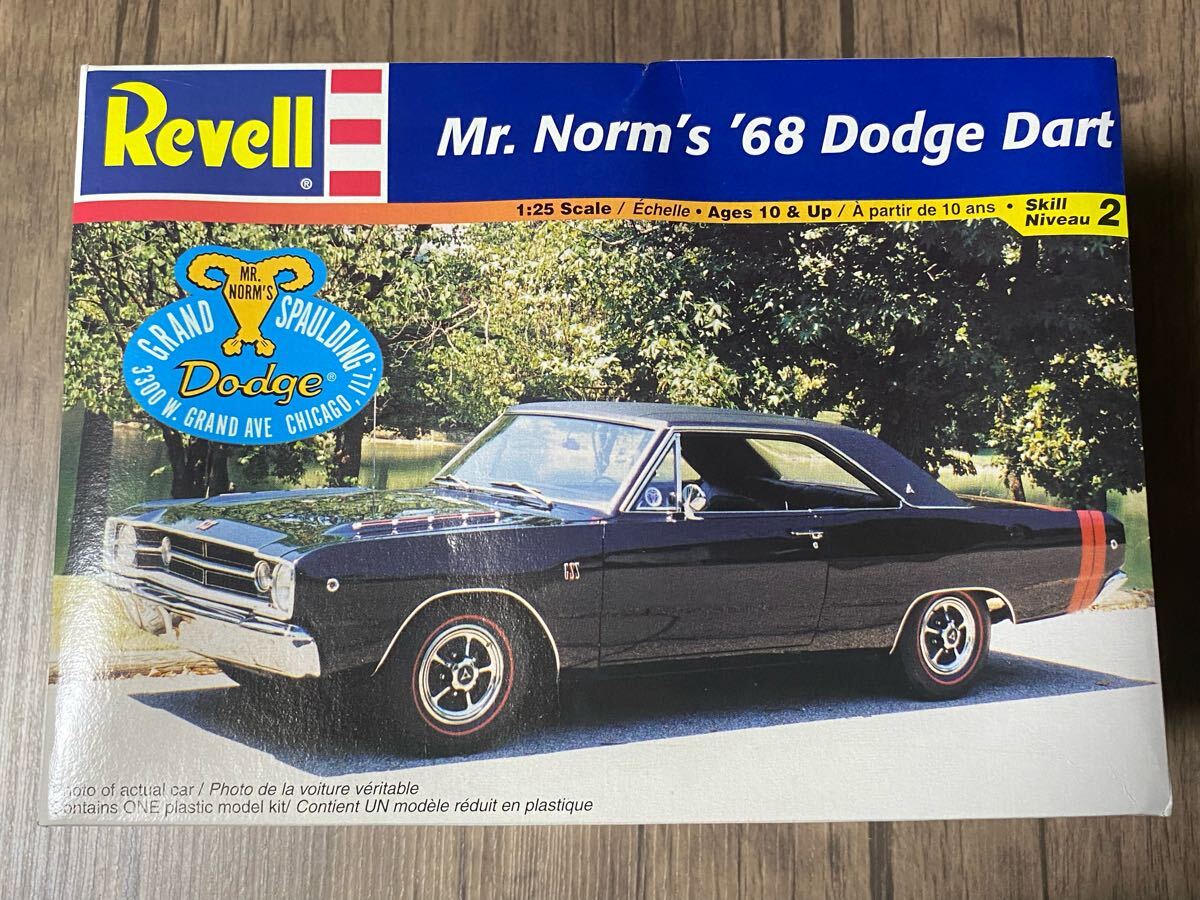 Revell®
Mr. Norm's '68 Dodge Dart
1:25 Scale / Échelle • Ages 10 & Up / À partir de 10 ans • Skill Niveau 2
MR. NORM'S
GRAND SPAULDING
Dodge®
3300 W. GRAND AVE CHICAGO, ILL
GSS
of actual car / Photo de la voiture véritable
ontains ONE plastic model kit/ Contient UN modèle réduit en plastique